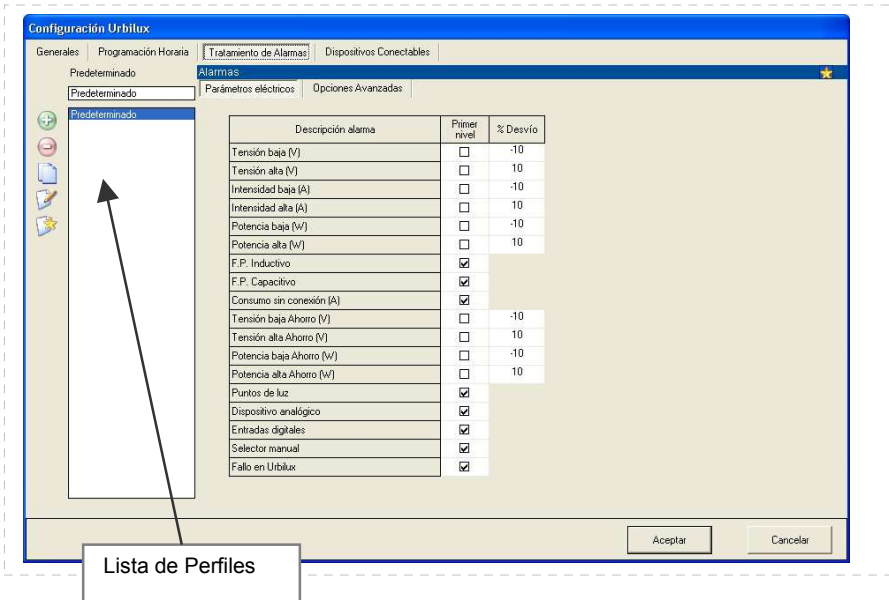 Configuración Urbilux
Generales Programación Horaria Tratamiento de Alarmas Dispositivos Conectables
Predeterminado
Predeterminado
Predeterminado
Alarmas
Parámetros eléctricos Opciones Avanzadas
Descripción alarma Primer nivel % Desvío
Tensión baja (V) -10
Tensión alta (V) 10
Intensidad baja (A) -10
Intensidad alta (A) 10
Potencia baja (W) -10
Potencia alta (W) 10
F.P. Inductivo
F.P. Capacitivo
Consumo sin conexión (A)
Tensión baja Ahorro (V) -10
Tensión alta Ahorro (V) 10
Potencia baja Ahorro (W) -10
Potencia alta Ahorro (W) 10
Puntos de luz
Dispositivo analógico
Entradas digitales
Selector manual
Fallo en Urbilux
Aceptar Cancelar
Lista de Perfiles